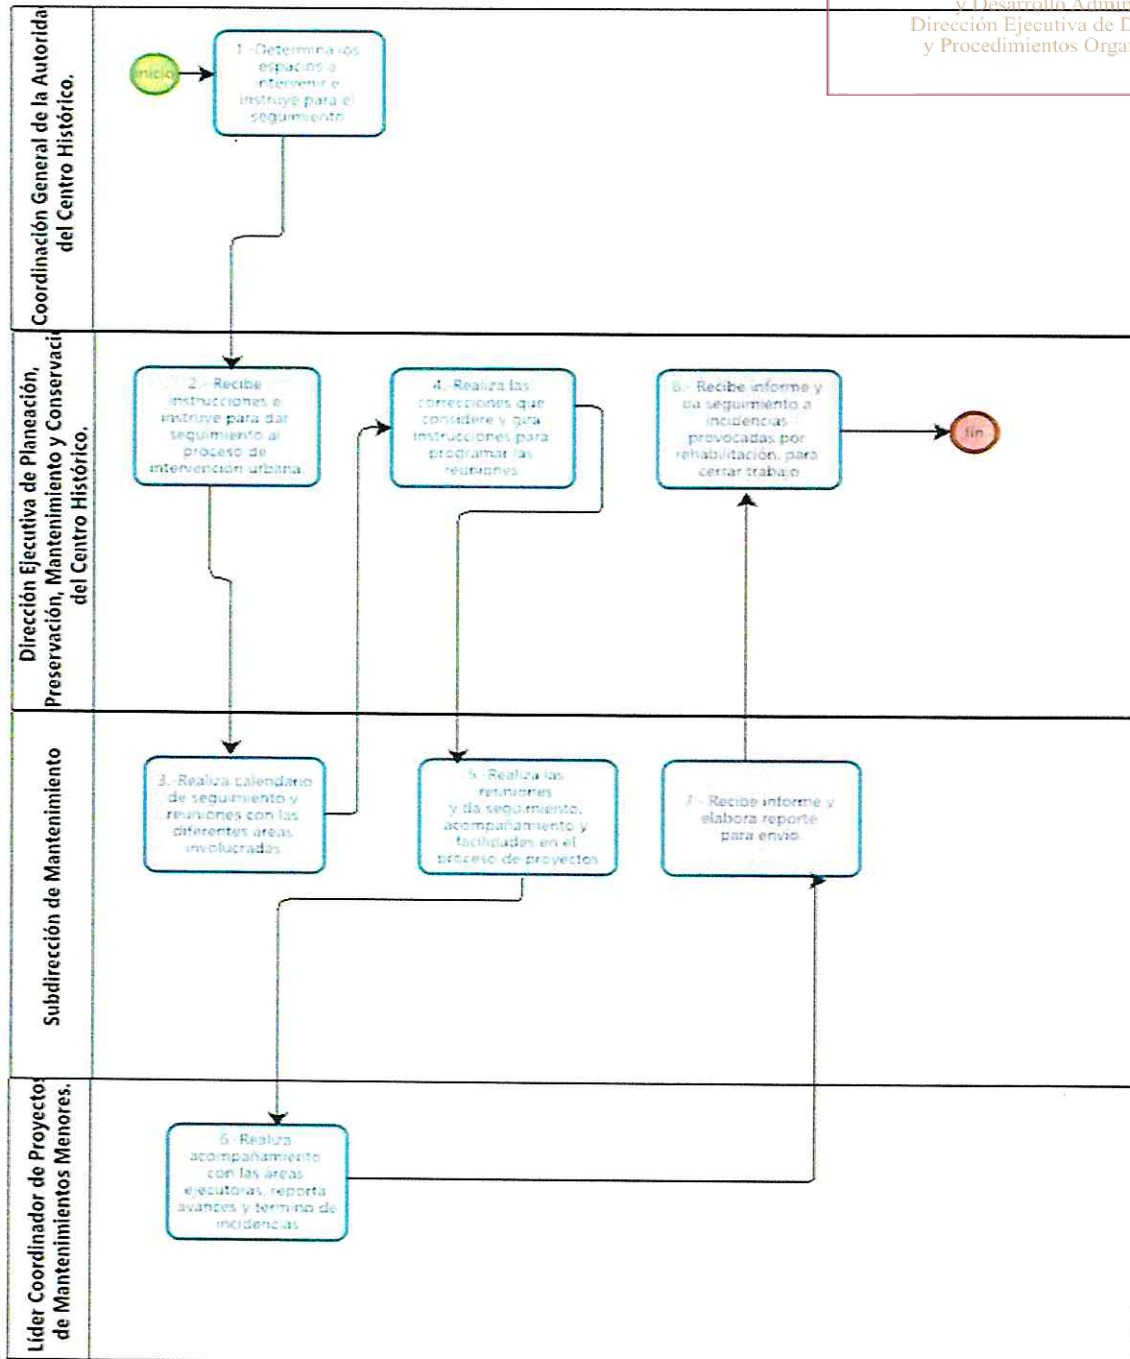 y Desarrollo Admin
Dirección Ejecutiva de D
y Procedimientos Orga
Coordinación General de la Autorida
del Centro Histórico.
inicio
1.-Determina los
espacios a
intervenir e
instruye para el
seguimiento
Dirección Ejecutiva de Planeación,
Preservación, Mantenimiento y Conservaci
del Centro Histórico.
2.- Recibe
instrucciones e
instruye para dar
seguimiento al
proceso de
intervención urbana
4.-Realiza las
correcciones que
considere y gira
instrucciones para
programar las
reuniones
8.- Recibe informe y
da seguimiento a
incidencias
provocadas por
rehabilitación, para
cerrar trabajo
fin
Subdirección de Mantenimiento
3.-Realiza calendario
de seguimiento y
reuniones con las
diferentes áreas
involucradas
5.-Realiza las
reuniones
y da seguimiento,
acompañamiento y
facilidades en el
proceso de proyectos
7.- Recibe informe y
elabora reporte
para envío.
Líder Coordinador de Proyectos
de Mantenimientos Menores.
6.-Realiza
acompañamiento
con las áreas
ejecutoras, reporta
avances y termino de
incidencias